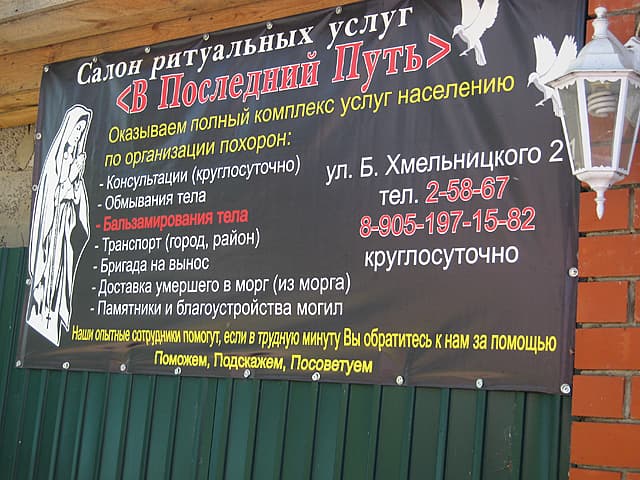 Салон ритуальных услуг
<В Последний Путь>
Оказываем полный комплекс услуг населению
по организации похорон:
- Консультации (круглосуточно)
- Обмывания тела
- Бальзамирования тела
- Транспорт (город, район)
- Бригада на вынос
- Доставка умершего в морг (из морга)
- Памятники и благоустройства могил
ул. Б. Хмельницкого 21
тел. 2-58-67
8-905-197-15-82
круглосуточно
Наши опытные сотрудники помогут, если в трудную минуту Вы обратитесь к нам за помощью
Поможем, Подскажем, Посоветуем